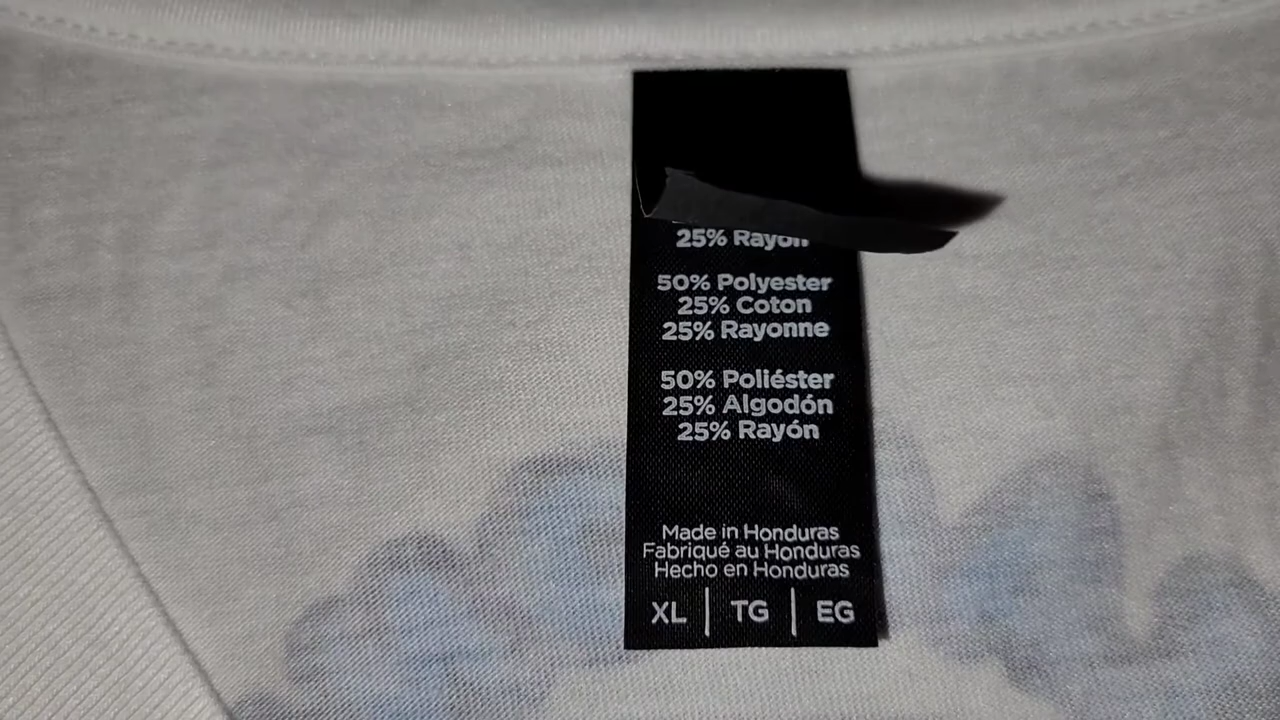 25% Rayon
50% Polyester
25% Coton
25% Rayonne
50% Poliéster
25% Algodón
25% Rayón
Made in Honduras
Fabriqué au Honduras
Hecho en Honduras
XL | TG | EG